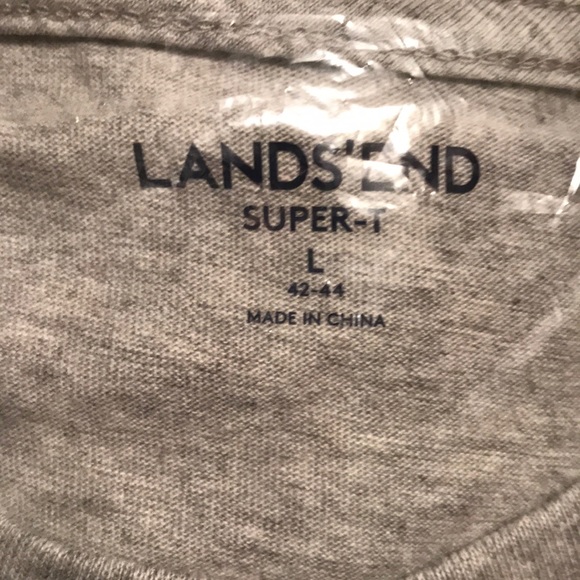 LANDS'END
SUPER-T
L
42-44
MADE IN CHINA